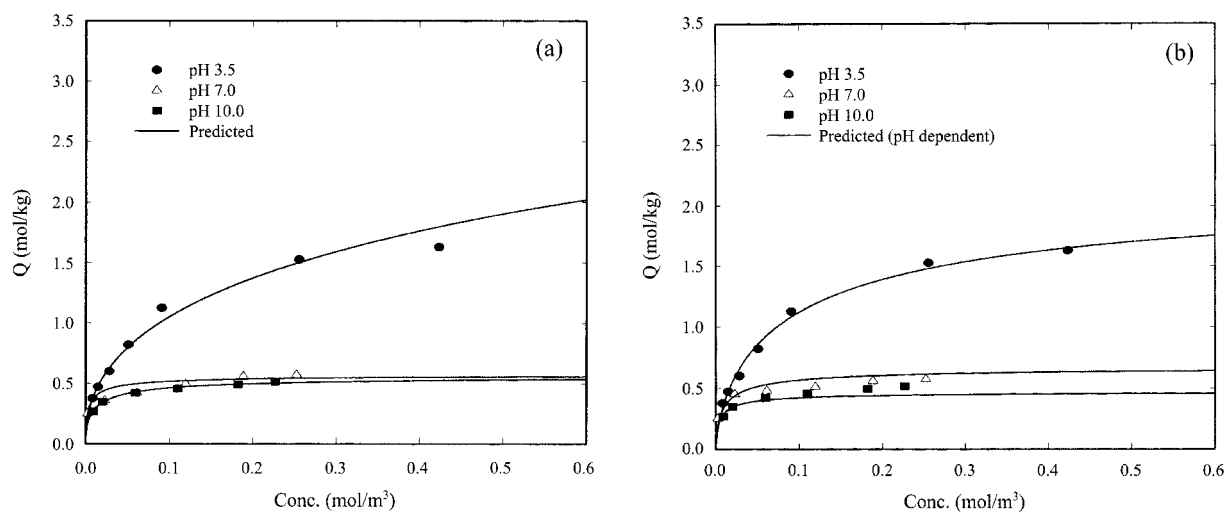 (a)
pH 3.5
pH 7.0
pH 10.0
Predicted
Q (mol/kg)
3.5
3.0
2.5
2.0
1.5
1.0
0.5
0.0
0.0 0.1 0.2 0.3 0.4 0.5 0.6
Conc. (mol/m³)
(b)
pH 3.5
pH 7.0
pH 10.0
Predicted (pH dependent)
Q (mol/kg)
3.5
3.0
2.5
2.0
1.5
1.0
0.5
0.0
0.0 0.1 0.2 0.3 0.4 0.5 0.6
Conc. (mol/m³)